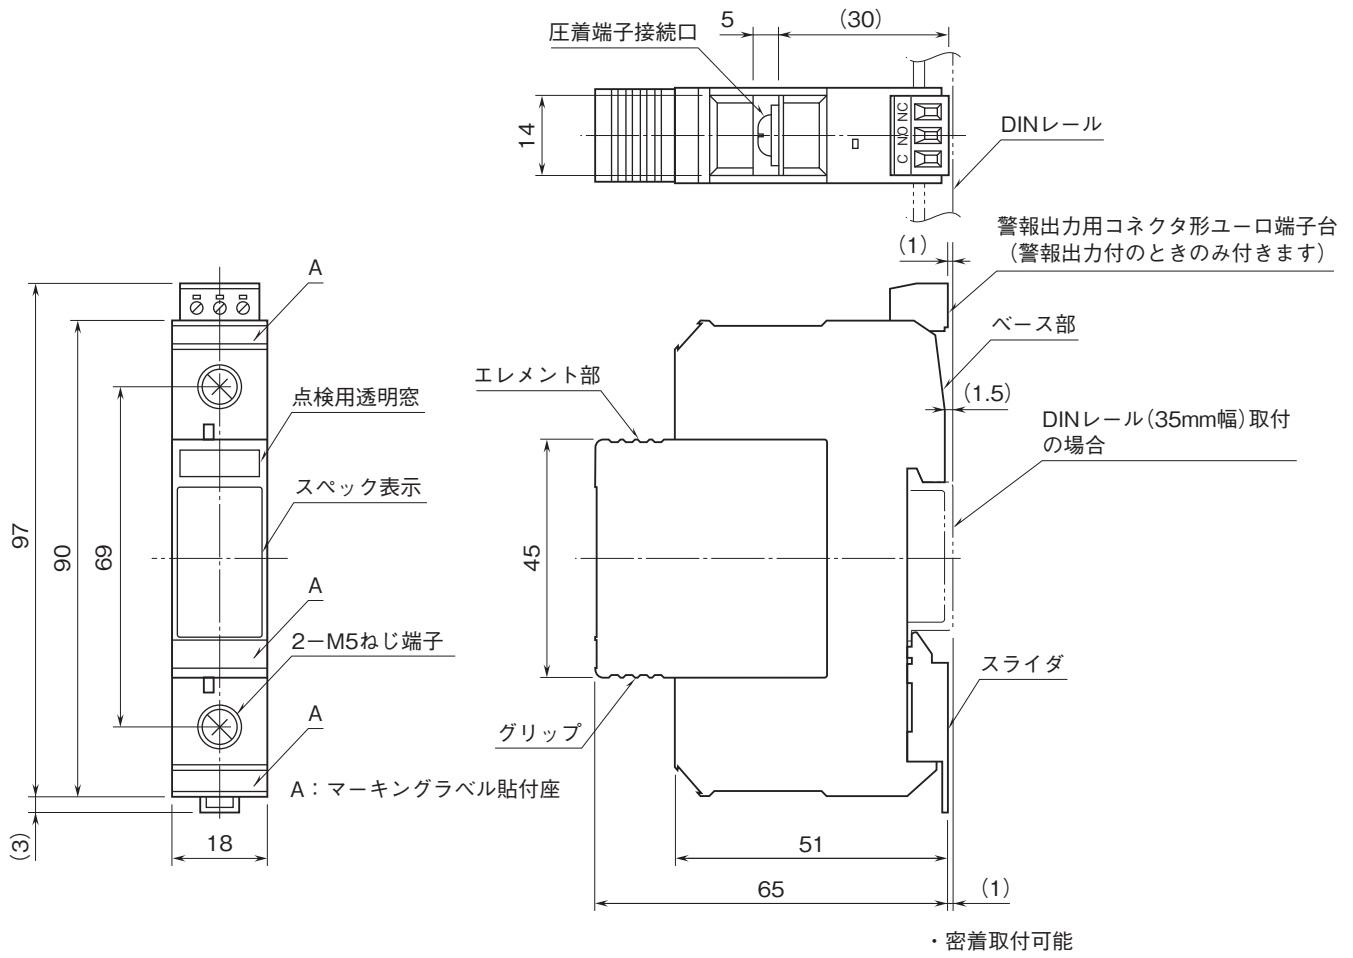 圧着端子接続口
5
(30)
14
C NO NC
DINレール
警報出力用コネクタ形ユーロ端子台
(警報出力付のときのみ付きます)
(1)
A
ベース部
エレメント部
点検用透明窓
(1.5)
DINレール(35mm幅)取付
の場合
スペック表示
97
90
69
45
A
2－M5ねじ端子
スライダ
A
グリップ
A：マーキングラベル貼付座
(3)
18
51
65
(1)
・密着取付可能